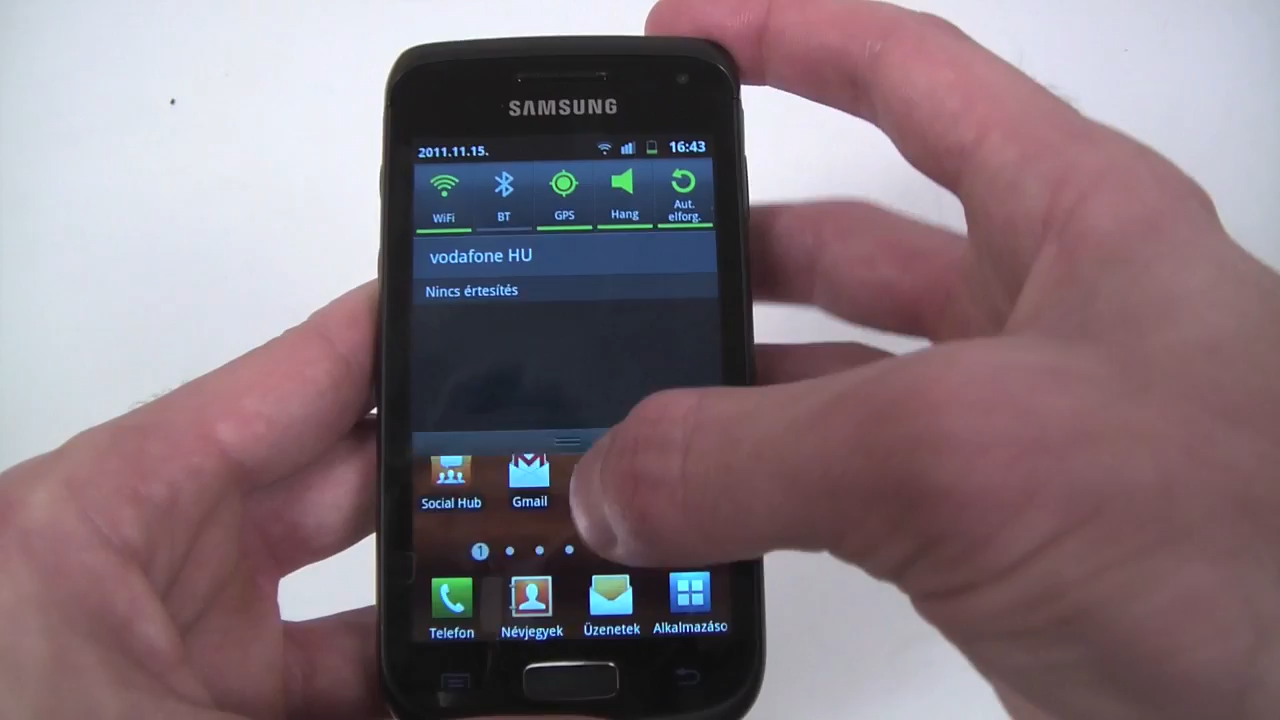 SAMSUNG
2011.11.15. 16:43
WiFi BT GPS Hang Aut. elforg.
vodafone HU
Nincs értesítés
Social Hub Gmail
1
Telefon Névjegyek Üzenetek Alkalmazáso